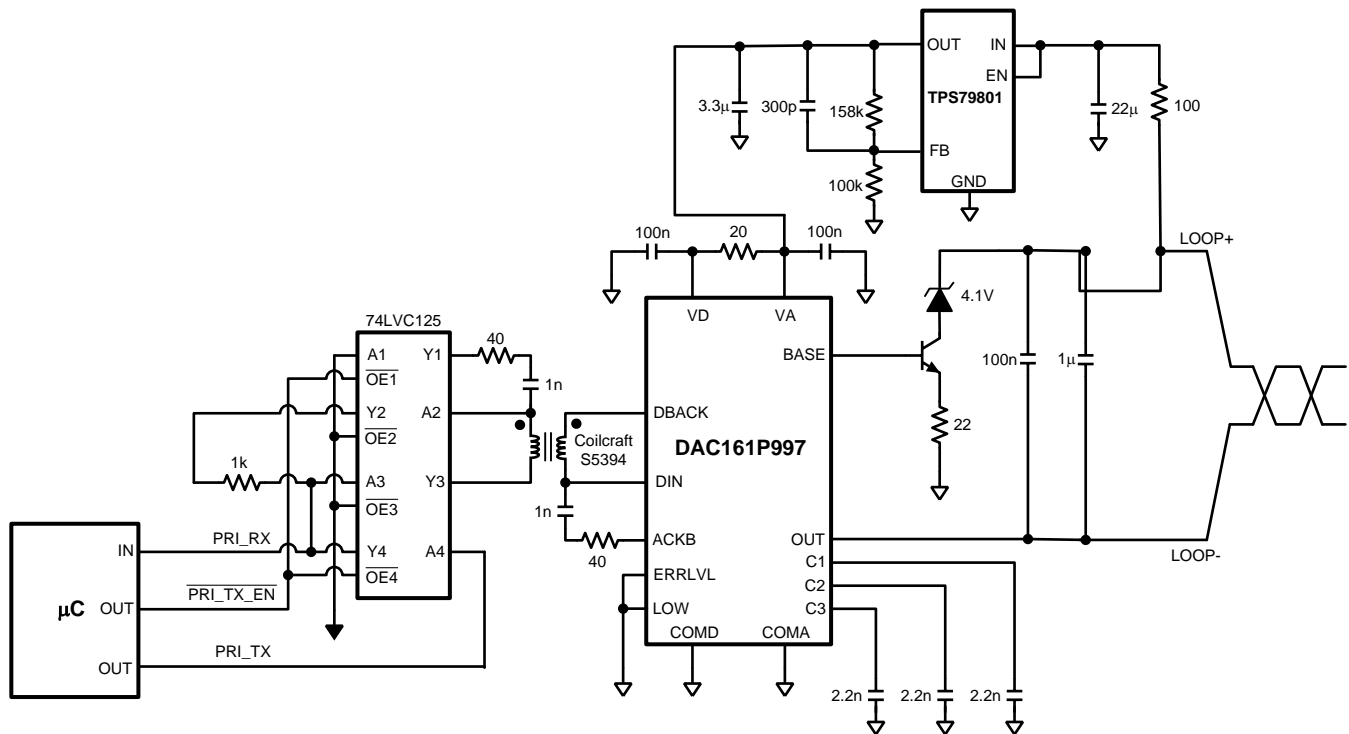 OUT IN
EN
TPS79801
3.3µ 300p 158k 22µ 100
FB
100k
GND
100n 20 100n LOOP+
VD VA 4.1V
74LVC125
40
A1 Y1 BASE 100n 1µ
OE1 1n
Y2 A2 DBACK 22
OE2 Coilcraft
S5394
DAC161P997
1k A3 Y3 DIN
OE3 1n
IN PRI_RX Y4 A4 ACKB OUT
40 LOOP-
OE4 ERRLVL C1
PRI_TX_EN C2
µC OUT LOW C3
COMD COMA
PRI_TX
OUT
2.2n 2.2n 2.2n